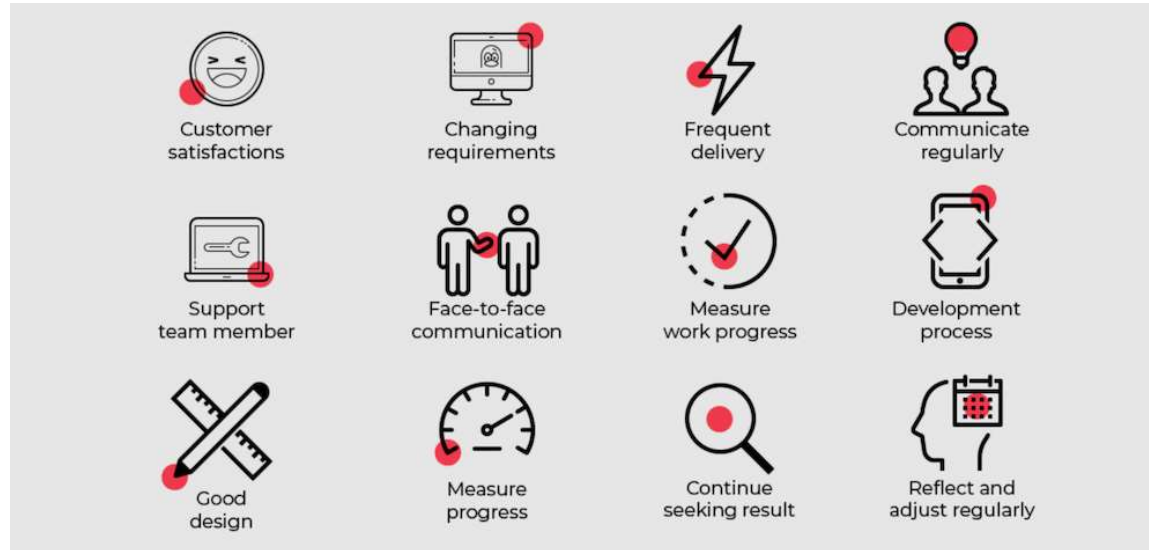 Customer
satisfactions
Changing
requirements
Frequent
delivery
Communicate
regularly
Support
team member
Face-to-face
communication
Measure
work progress
Development
process
Good
design
Measure
progress
Continue
seeking result
Reflect and
adjust regularly